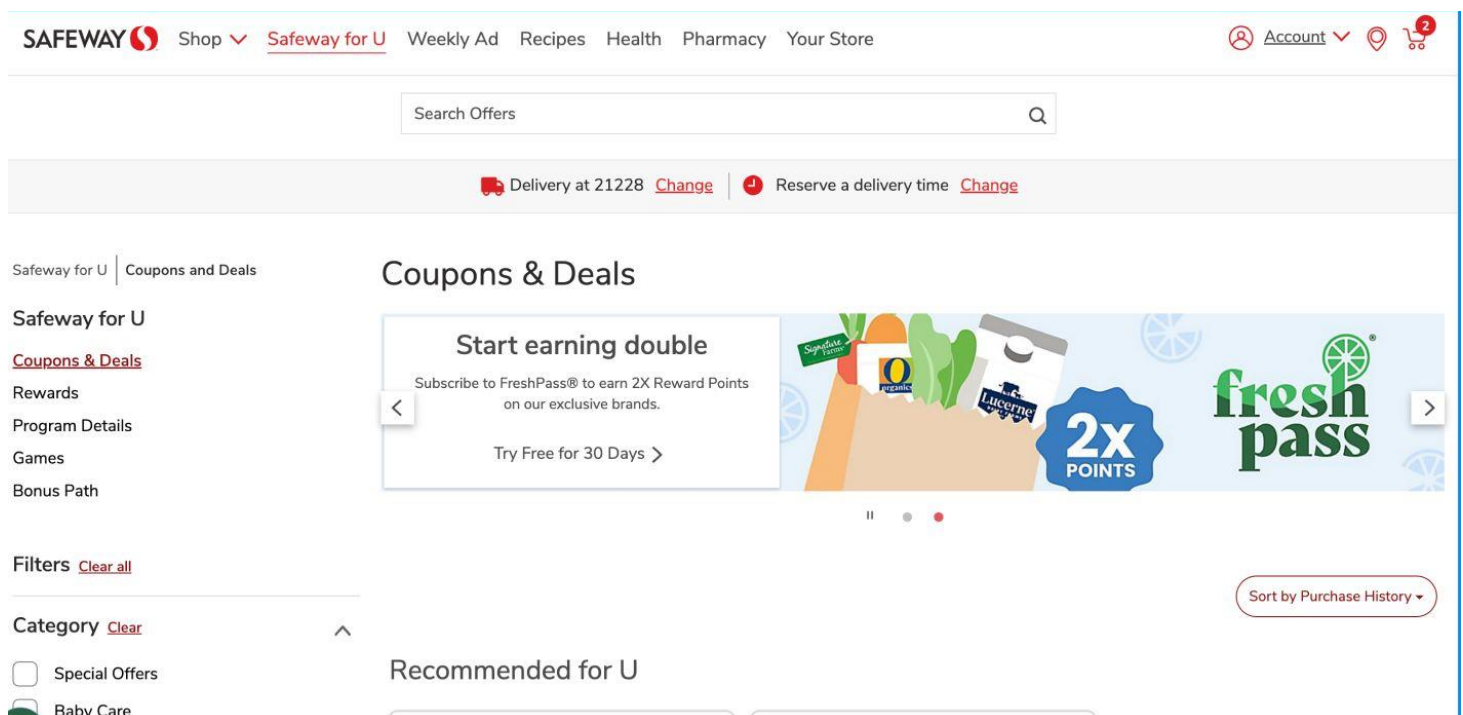 SAFEWAY Shop Safeway for U Weekly Ad Recipes Health Pharmacy Your Store Account 2
Search Offers
Delivery at 21228 Change Reserve a delivery time Change
Safeway for U Coupons and Deals
Safeway for U
Coupons & Deals
Rewards
Program Details
Games
Bonus Path
Filters Clear all
Category Clear
Special Offers
Baby Care
Coupons & Deals
Start earning double
Subscribe to FreshPass® to earn 2X Reward Points
on our exclusive brands.
Try Free for 30 Days
Signature
Farms
O
organics
Lucerne
2x
POINTS
fresh®
pass
Sort by Purchase History
Recommended for U